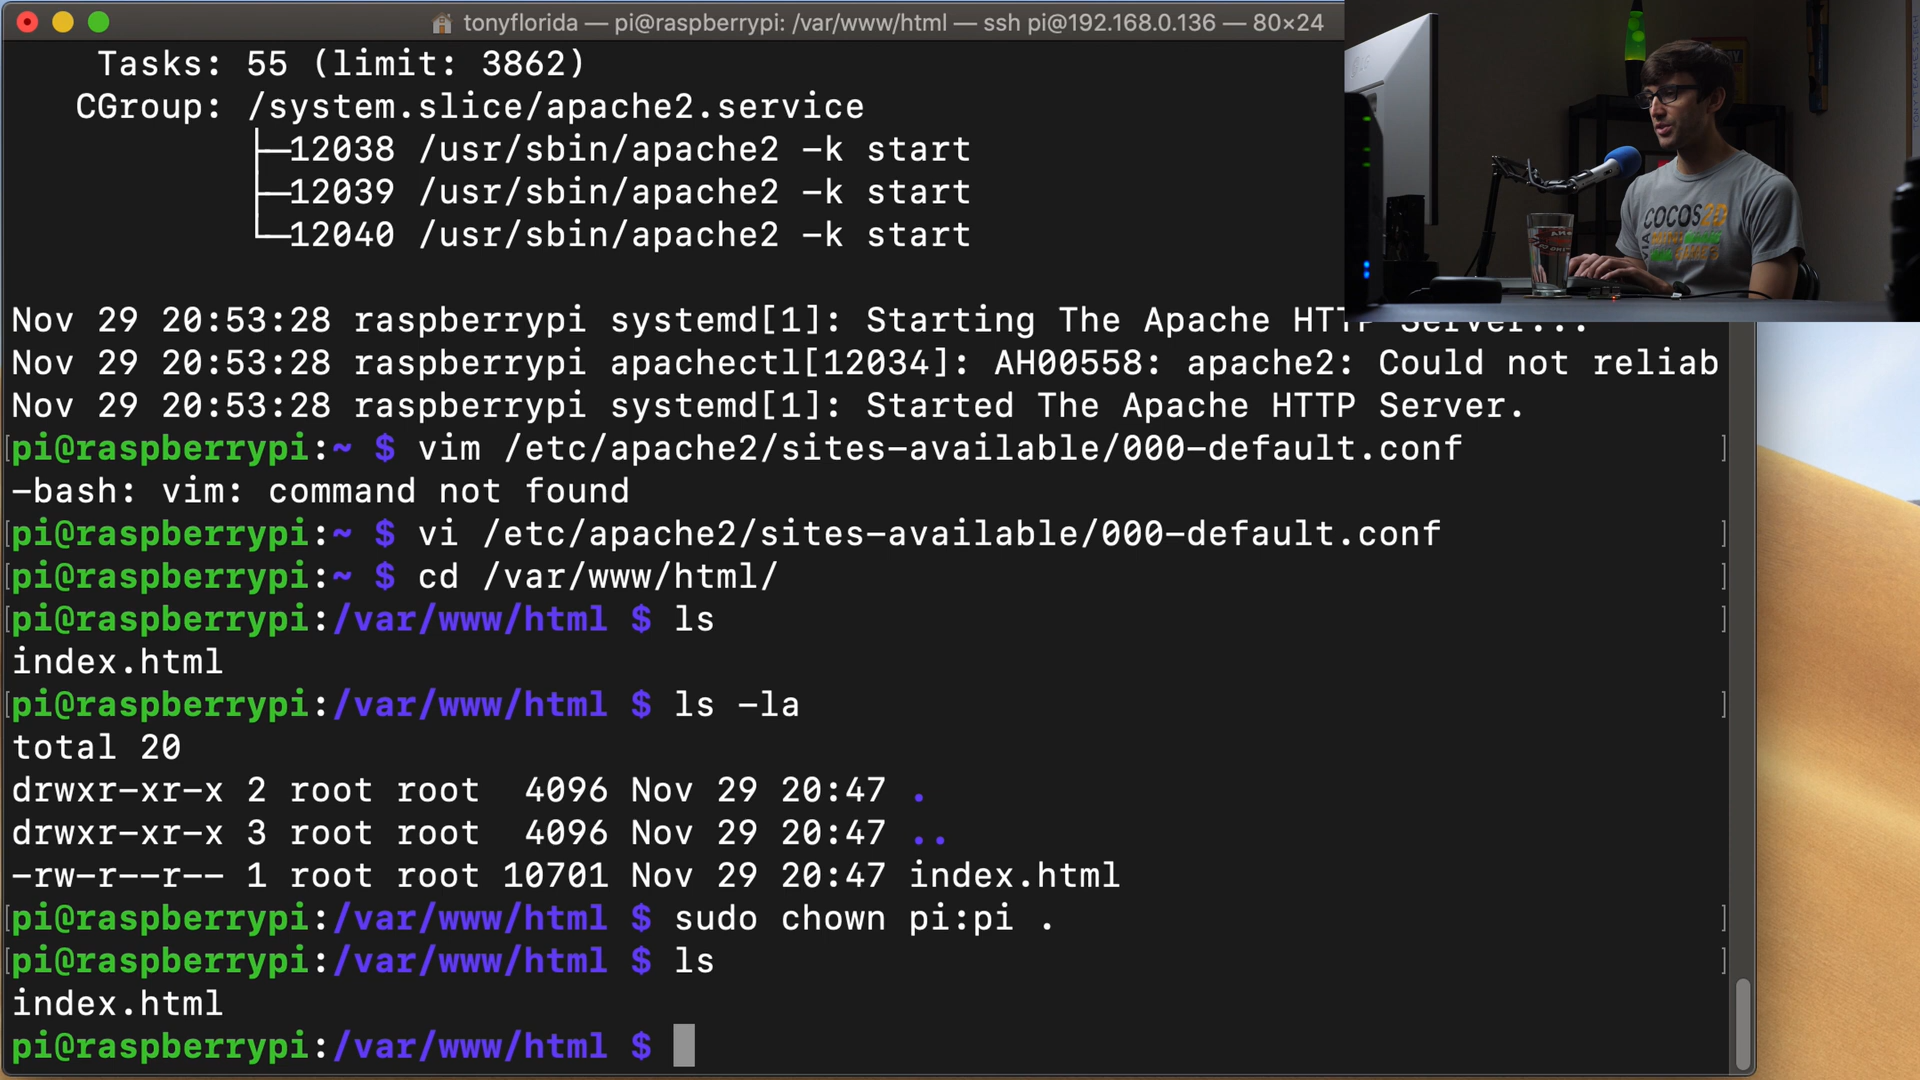 tonyflorida — pi@raspberrypi: /var/www/html — ssh pi@192.168.0.136 — 80×24
Tasks: 55 (limit: 3862)
CGroup: /system.slice/apache2.service
├─12038 /usr/sbin/apache2 -k start
├─12039 /usr/sbin/apache2 -k start
└─12040 /usr/sbin/apache2 -k start
Nov 29 20:53:28 raspberrypi systemd[1]: Starting The Apache HTTP Server...
Nov 29 20:53:28 raspberrypi apachectl[12034]: AH00558: apache2: Could not reliab
Nov 29 20:53:28 raspberrypi systemd[1]: Started The Apache HTTP Server.
[pi@raspberrypi:~ $ vim /etc/apache2/sites-available/000-default.conf ]
-bash: vim: command not found
[pi@raspberrypi:~ $ vi /etc/apache2/sites-available/000-default.conf ]
[pi@raspberrypi:~ $ cd /var/www/html/ ]
[pi@raspberrypi:/var/www/html $ ls ]
index.html
[pi@raspberrypi:/var/www/html $ ls -la ]
total 20
drwxr-xr-x 2 root root 4096 Nov 29 20:47 .
drwxr-xr-x 3 root root 4096 Nov 29 20:47 ..
-rw-r--r-- 1 root root 10701 Nov 29 20:47 index.html
[pi@raspberrypi:/var/www/html $ sudo chown pi:pi . ]
[pi@raspberrypi:/var/www/html $ ls ]
index.html
pi@raspberrypi:/var/www/html $
COCOS2D
VIA